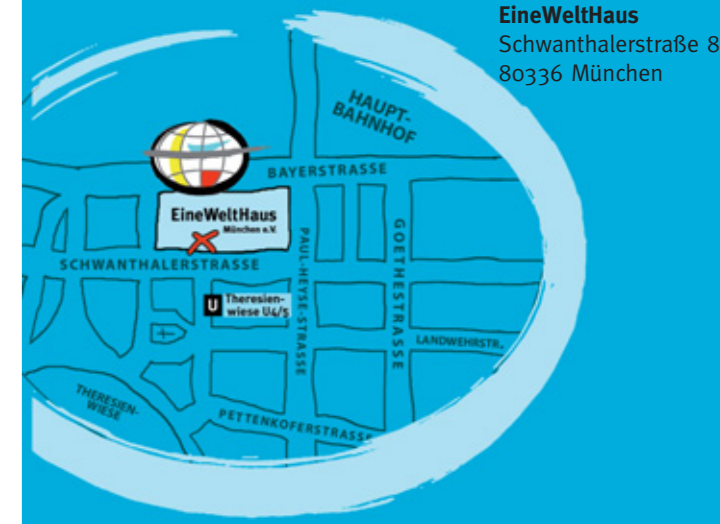 EineWeltHaus
Schwanthalerstraße 8
80336 München
HAUPT-
BAHNHOF
BAYERSTRASSE
EineWeltHaus
München e.V.
SCHWANTHALERSTRASSE
PAUL-HEYSE-STRASSE
GOETHESTRASSE
U
Theresien-
wiese U4/5
LANDWEHRSTR.
THERESIEN-
WIESE
PETTENKOFERSTRASSE